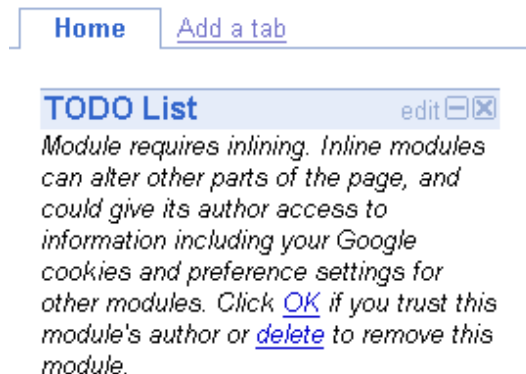 Home Add a tab
TODO List edit
Module requires inlining. Inline modules
can alter other parts of the page, and
could give its author access to
information including your Google
cookies and preference settings for
other modules. Click OK if you trust this
module's author or delete to remove this
module.